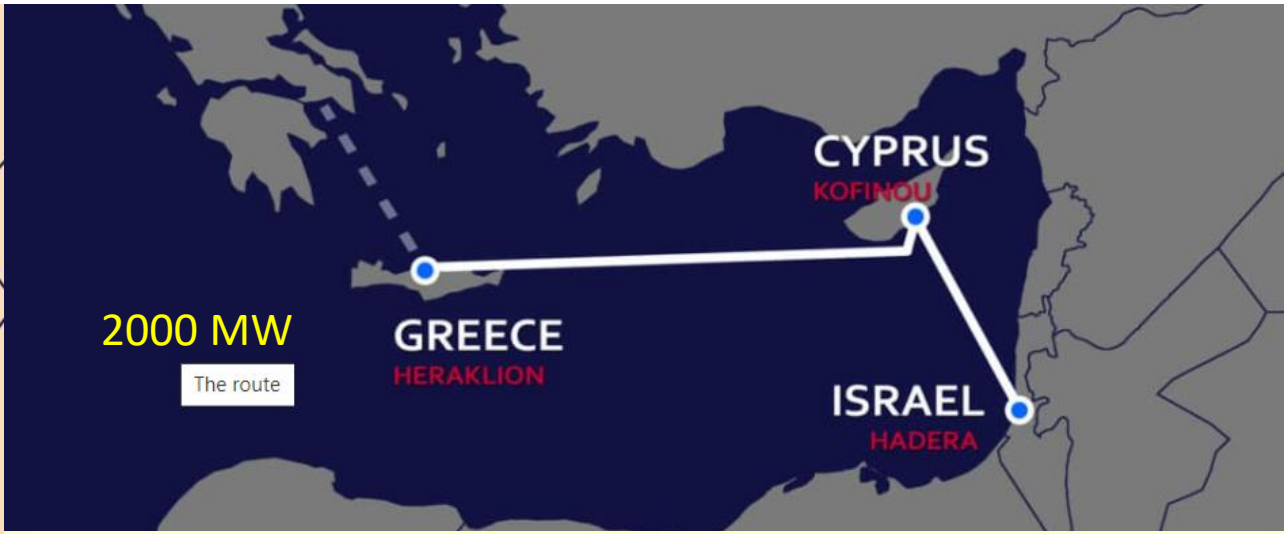 CYPRUS
KOFINOU
2000 MW
The route
GREECE
HERAKLION
ISRAEL
HADERA